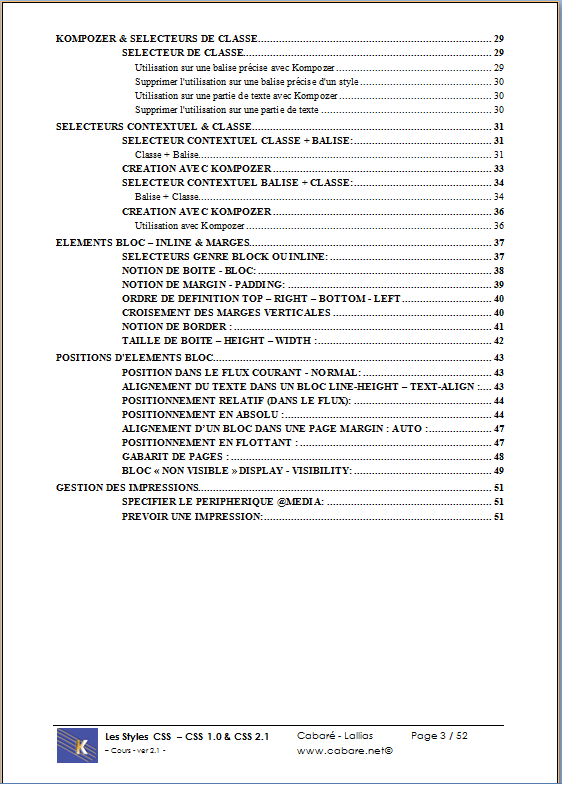 KOMPOZER & SELECTEURS DE CLASSE 29
SELECTEUR DE CLASSE 29
Utilisation sur une balise précise avec Kompozer 29
Supprimer l'utilisation sur une balise précise d'un style 30
Utilisation sur une partie de texte avec Kompozer 30
Supprimer l'utilisation sur une partie de texte 30
SELECTEURS CONTEXTUEL & CLASSE 31
SELECTEUR CONTEXTUEL CLASSE + BALISE: 31
Classe + Balise 31
CREATION AVEC KOMPOZER 33
SELECTEUR CONTEXTUEL BALISE + CLASSE: 34
Balise + Classe 34
CREATION AVEC KOMPOZER 36
Utilisation avec Kompozer 36
ELEMENTS BLOC – INLINE & MARGES 37
SELECTEURS GENRE BLOCK OU INLINE: 37
NOTION DE BOITE - BLOC: 38
NOTION DE MARGIN - PADDING: 39
ORDRE DE DEFINITION TOP – RIGHT – BOTTOM - LEFT 40
CROISEMENT DES MARGES VERTICALES 40
NOTION DE BORDER : 41
TAILLE DE BOITE – HEIGHT – WIDTH : 42
POSITIONS D'ELEMENTS BLOC 43
POSITION DANS LE FLUX COURANT - NORMAL: 43
ALIGNEMENT DU TEXTE DANS UN BLOC LINE-HEIGHT – TEXT-ALIGN : 43
POSITIONNEMENT RELATIF (DANS LE FLUX): 44
POSITIONNEMENT EN ABSOLU : 44
ALIGNEMENT D'UN BLOC DANS UNE PAGE MARGIN : AUTO : 47
POSITIONNEMENT EN FLOTTANT : 47
GABARIT DE PAGES : 48
BLOC « NON VISIBLE » DISPLAY - VISIBILITY: 49
GESTION DES IMPRESSIONS 51
SPECIFIER LE PERIPHERIQUE @MEDIA: 51
PREVOIR UNE IMPRESSION: 51
K
Les Styles CSS – CSS 1.0 & CSS 2.1 Cabaré - Lallias Page 3 / 52
– Cours - ver 2.1 - www.cabare.net©